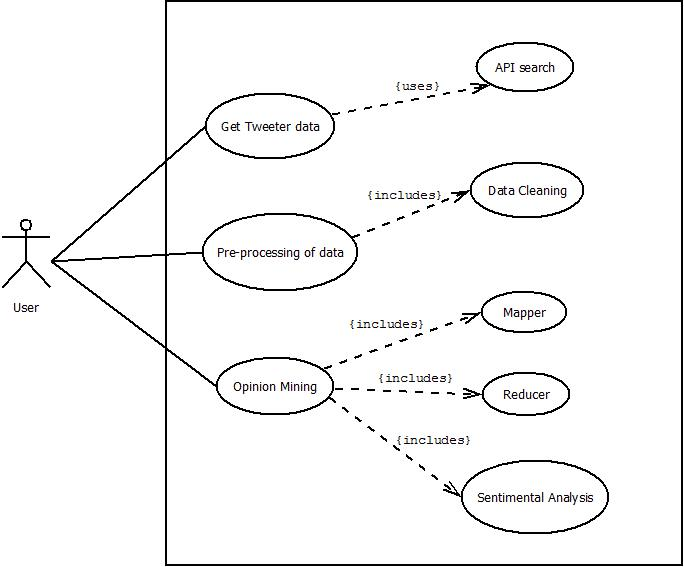 API search
{uses}
Get Tweeter data
Data Cleaning
{includes}
Pre-processing of data
User
Mapper
{includes}
Opinion Mining
{includes}
Reducer
{includes}
Sentimental Analysis